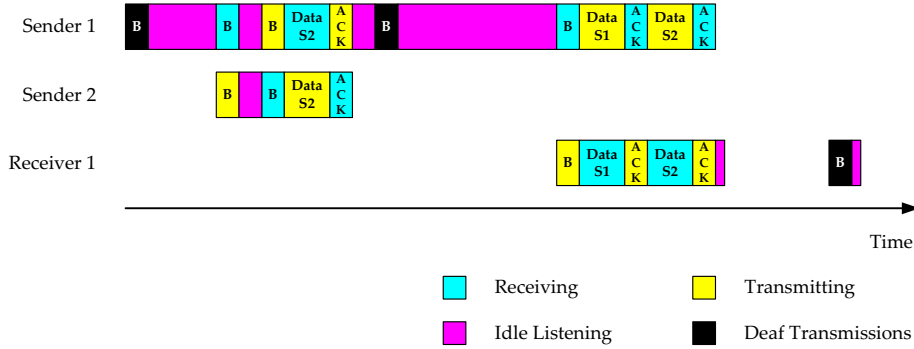 Sender 1
B
B
B
Data
S2
A
C
K
B
B
Data
S1
A
C
K
Data
S2
A
C
K
Sender 2
B
B
Data
S2
A
C
K
Receiver 1
B
Data
S1
A
C
K
Data
S2
A
C
K
B
Time
Receiving
Transmitting
Idle Listening
Deaf Transmissions